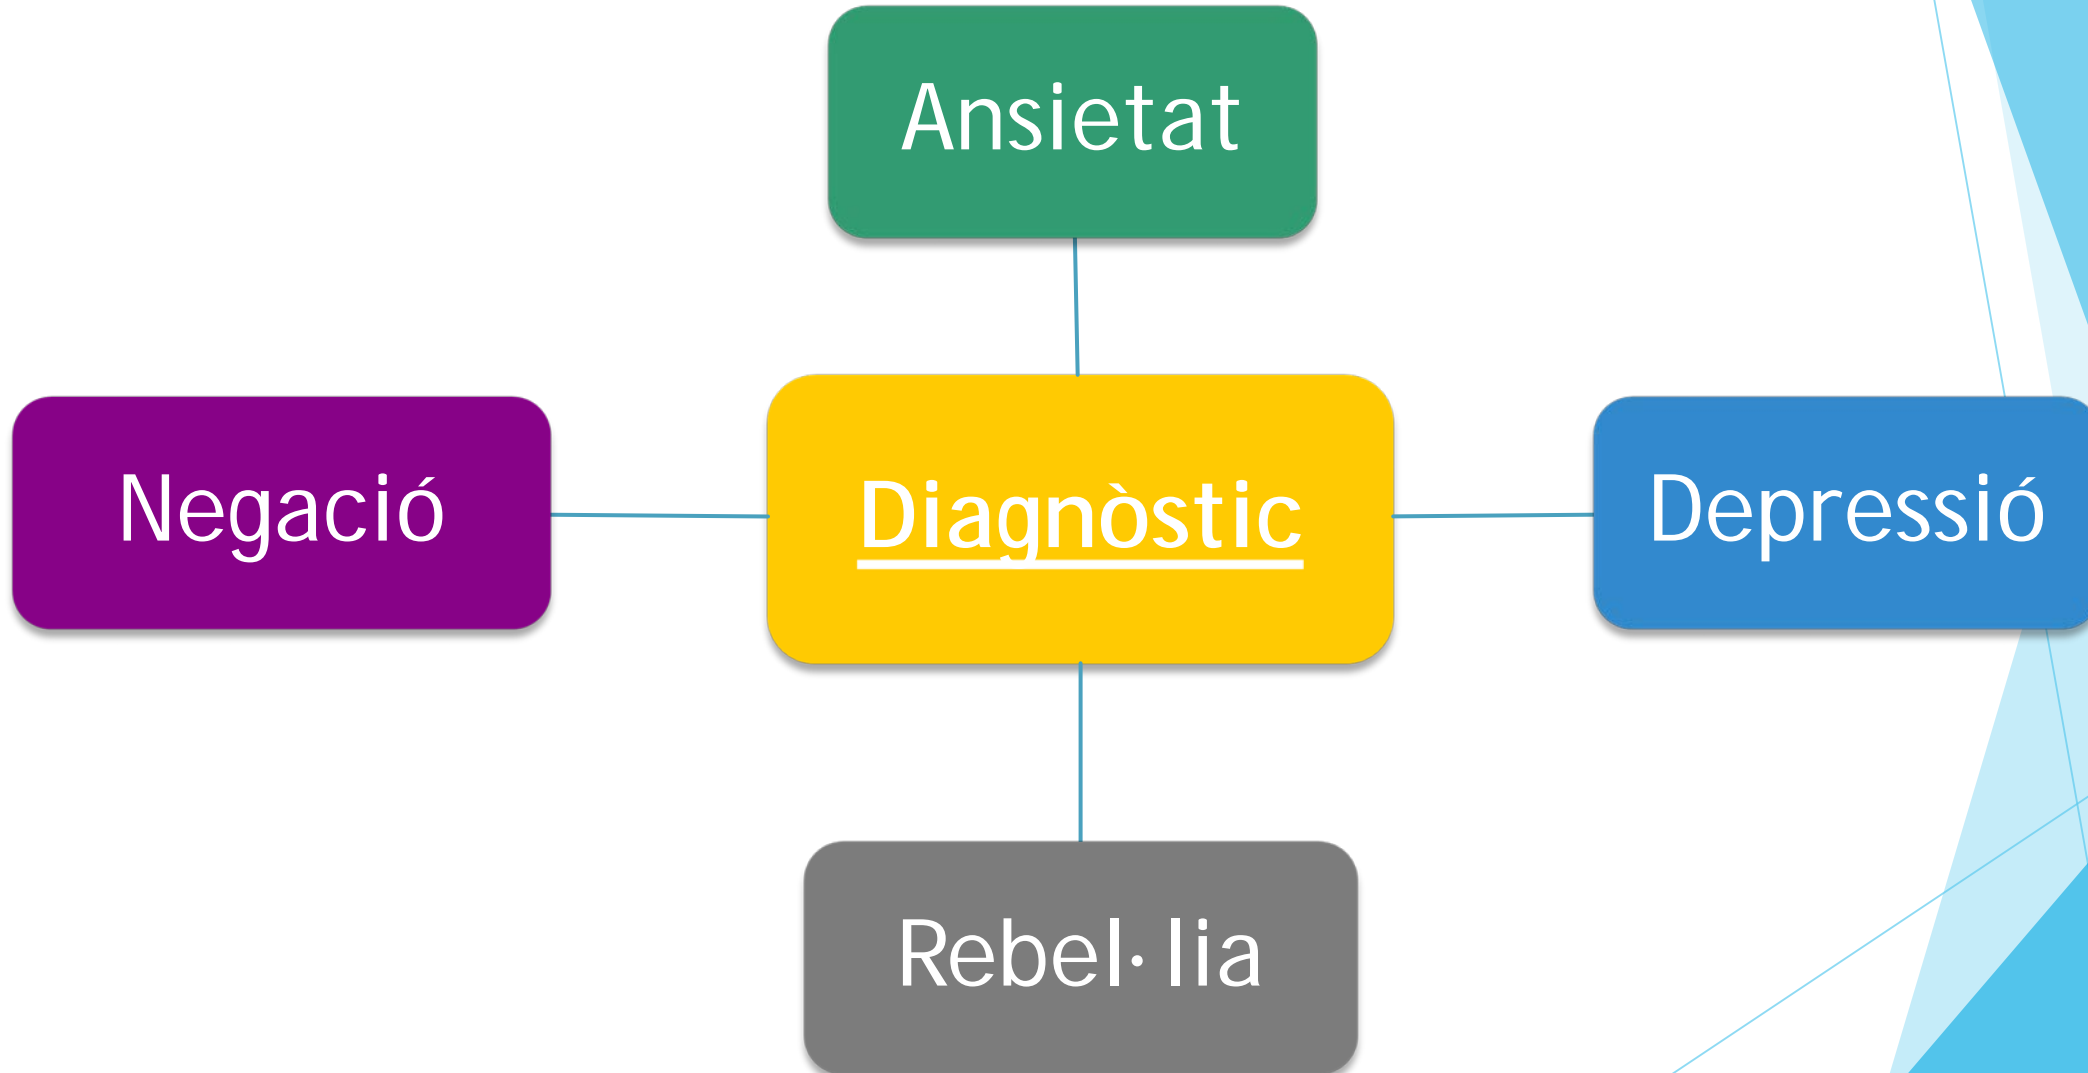 Ansietat
Negació
Diagnòstic
Depressió
Rebel·lia